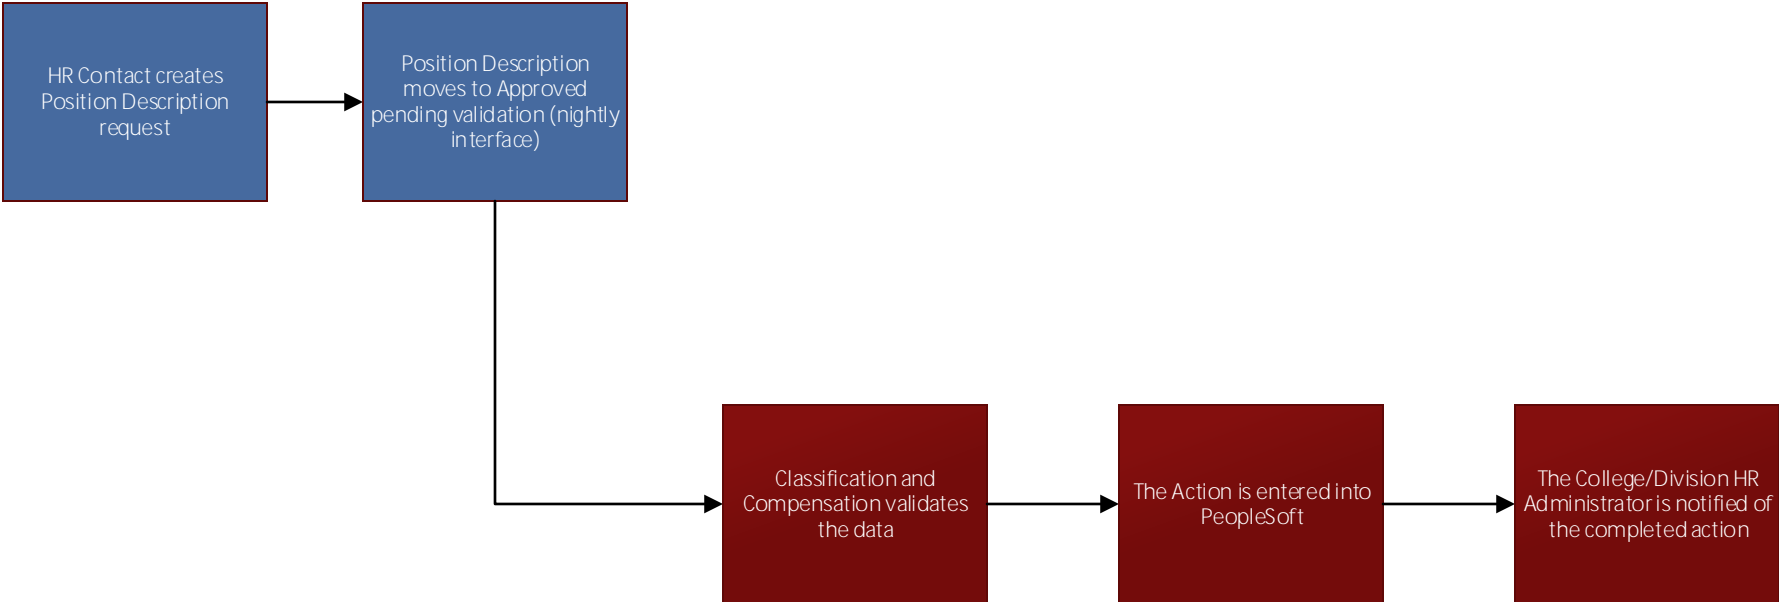 HR Contact creates
Position Description
request
Position Description
moves to Approved
pending validation (nightly
interface)
Classification and
Compensation validates
the data
The Action is entered into
PeopleSoft
The College/Division HR
Administrator is notified of
the completed action